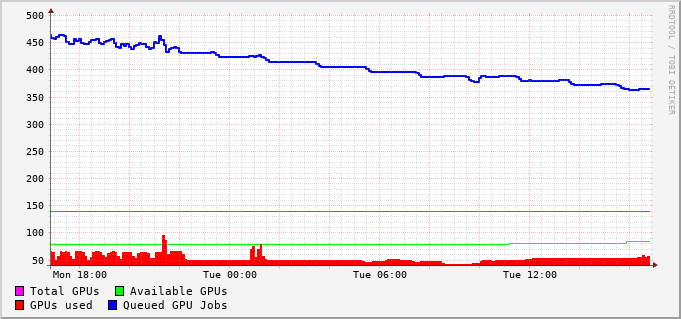 500
450
400
350
300
250
200
150
100
50
Mon 18:00 Tue 00:00 Tue 06:00 Tue 12:00
Total GPUs Available GPUs
GPUs used Queued GPU Jobs
RRDTOOL / TOBI OETIKER